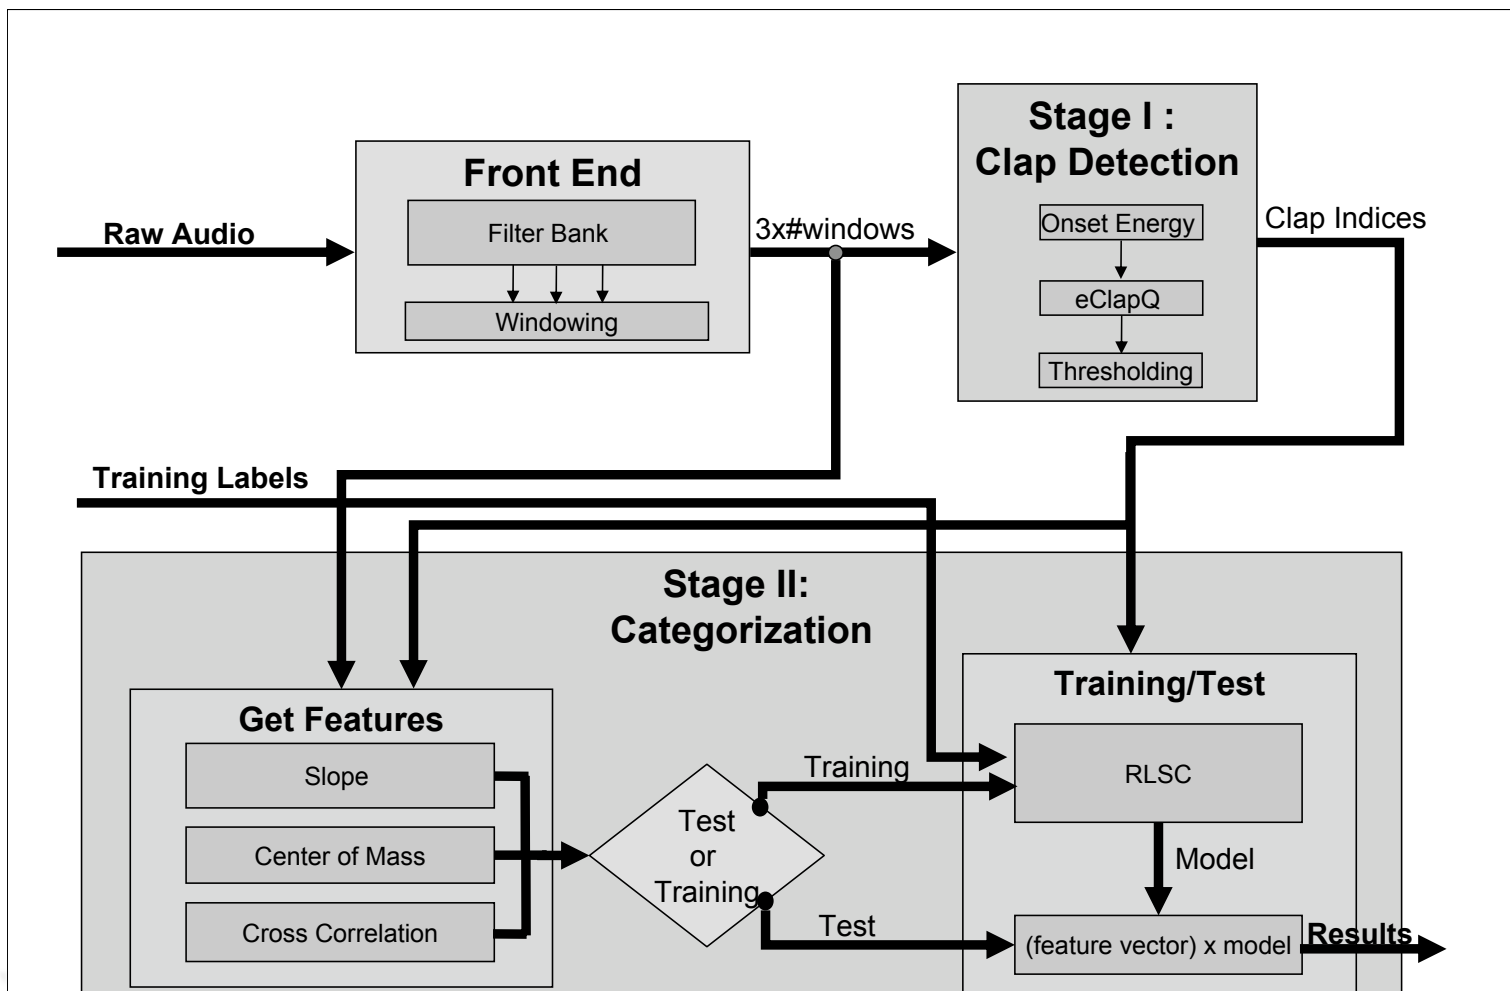 Stage I :
Clap Detection
Front End
Raw Audio
Filter Bank
3x#windows
Onset Energy
Clap Indices
eClapQ
Windowing
Thresholding
Training Labels
Stage II:
Categorization
Get Features
Training/Test
Slope
Training
RLSC
Test
or
Training
Center of Mass
Model
Cross Correlation
Test
(feature vector) x model
Results